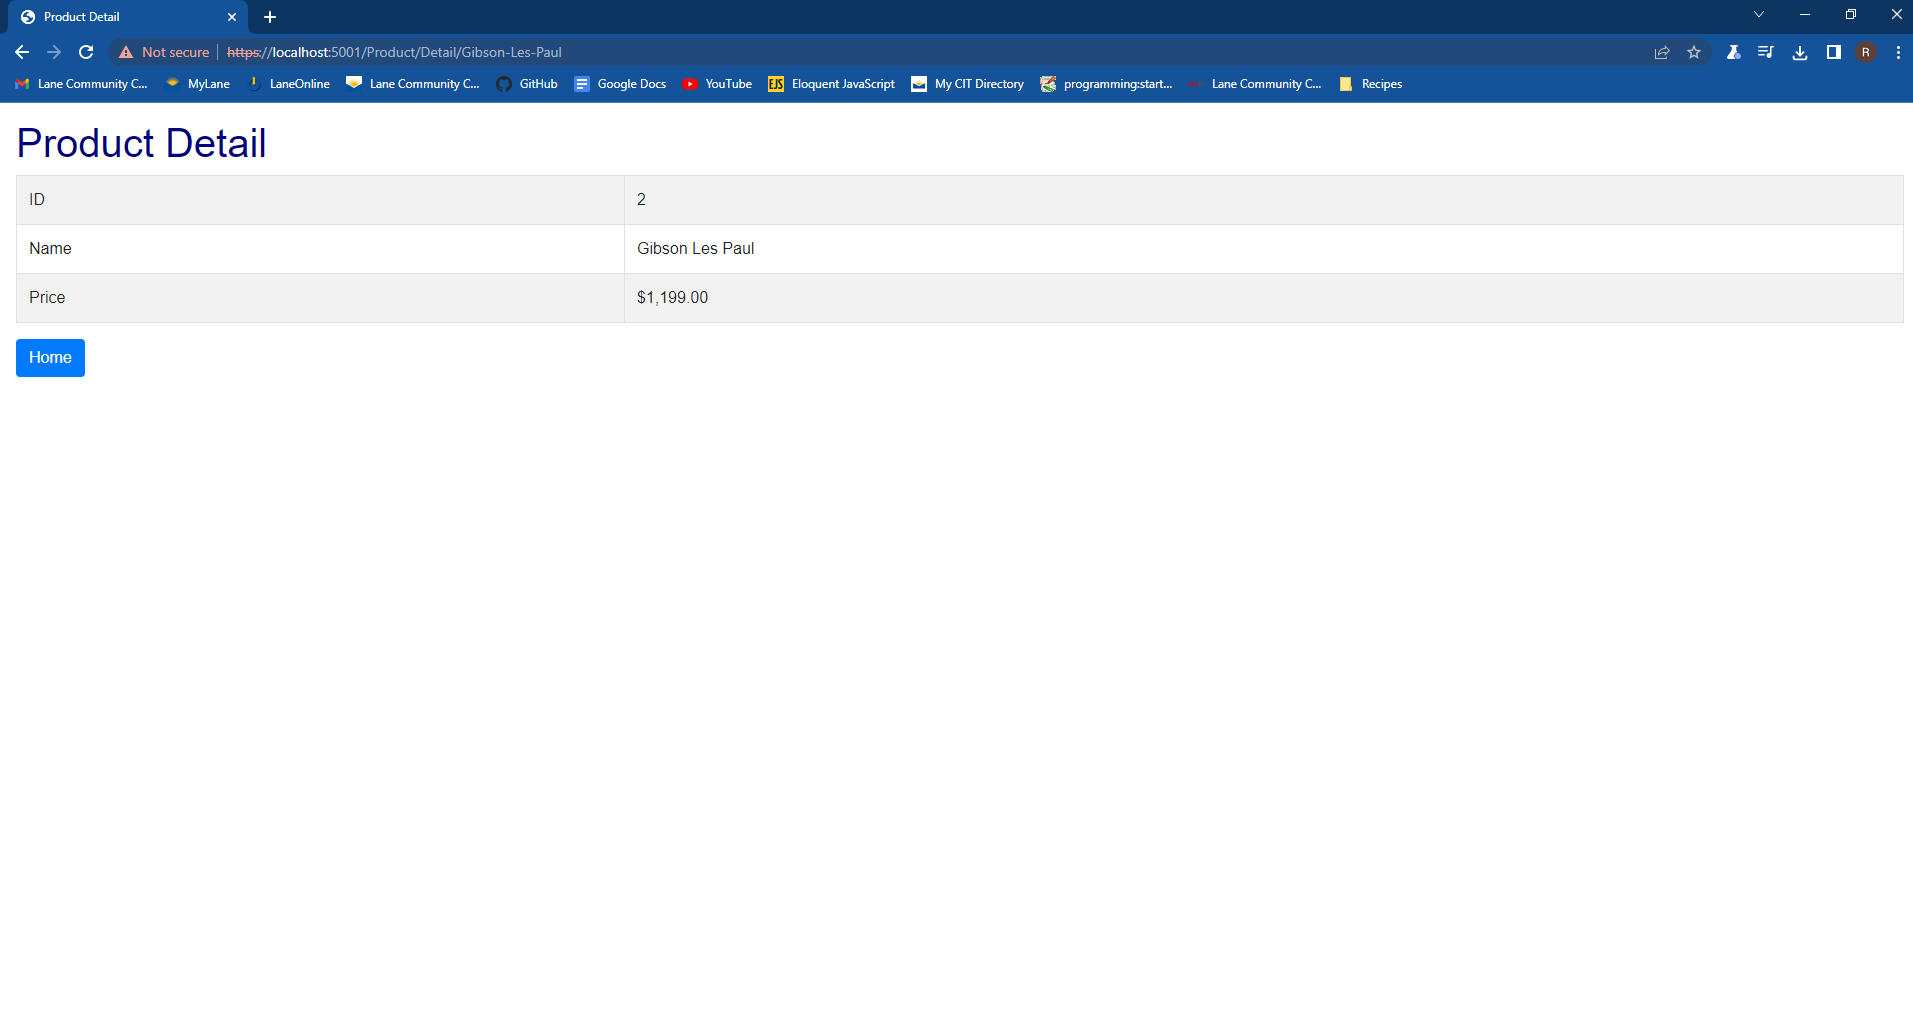 Product Detail
Not secure https://localhost:5001/Product/Detail/Gibson-Les-Paul R
Lane Community C... MyLane LaneOnline Lane Community C... GitHub Google Docs YouTube EJS Eloquent JavaScript My CIT Directory programming:start... Lane Community C... Recipes
Product Detail
ID 2
Name Gibson Les Paul
Price $1,199.00
Home